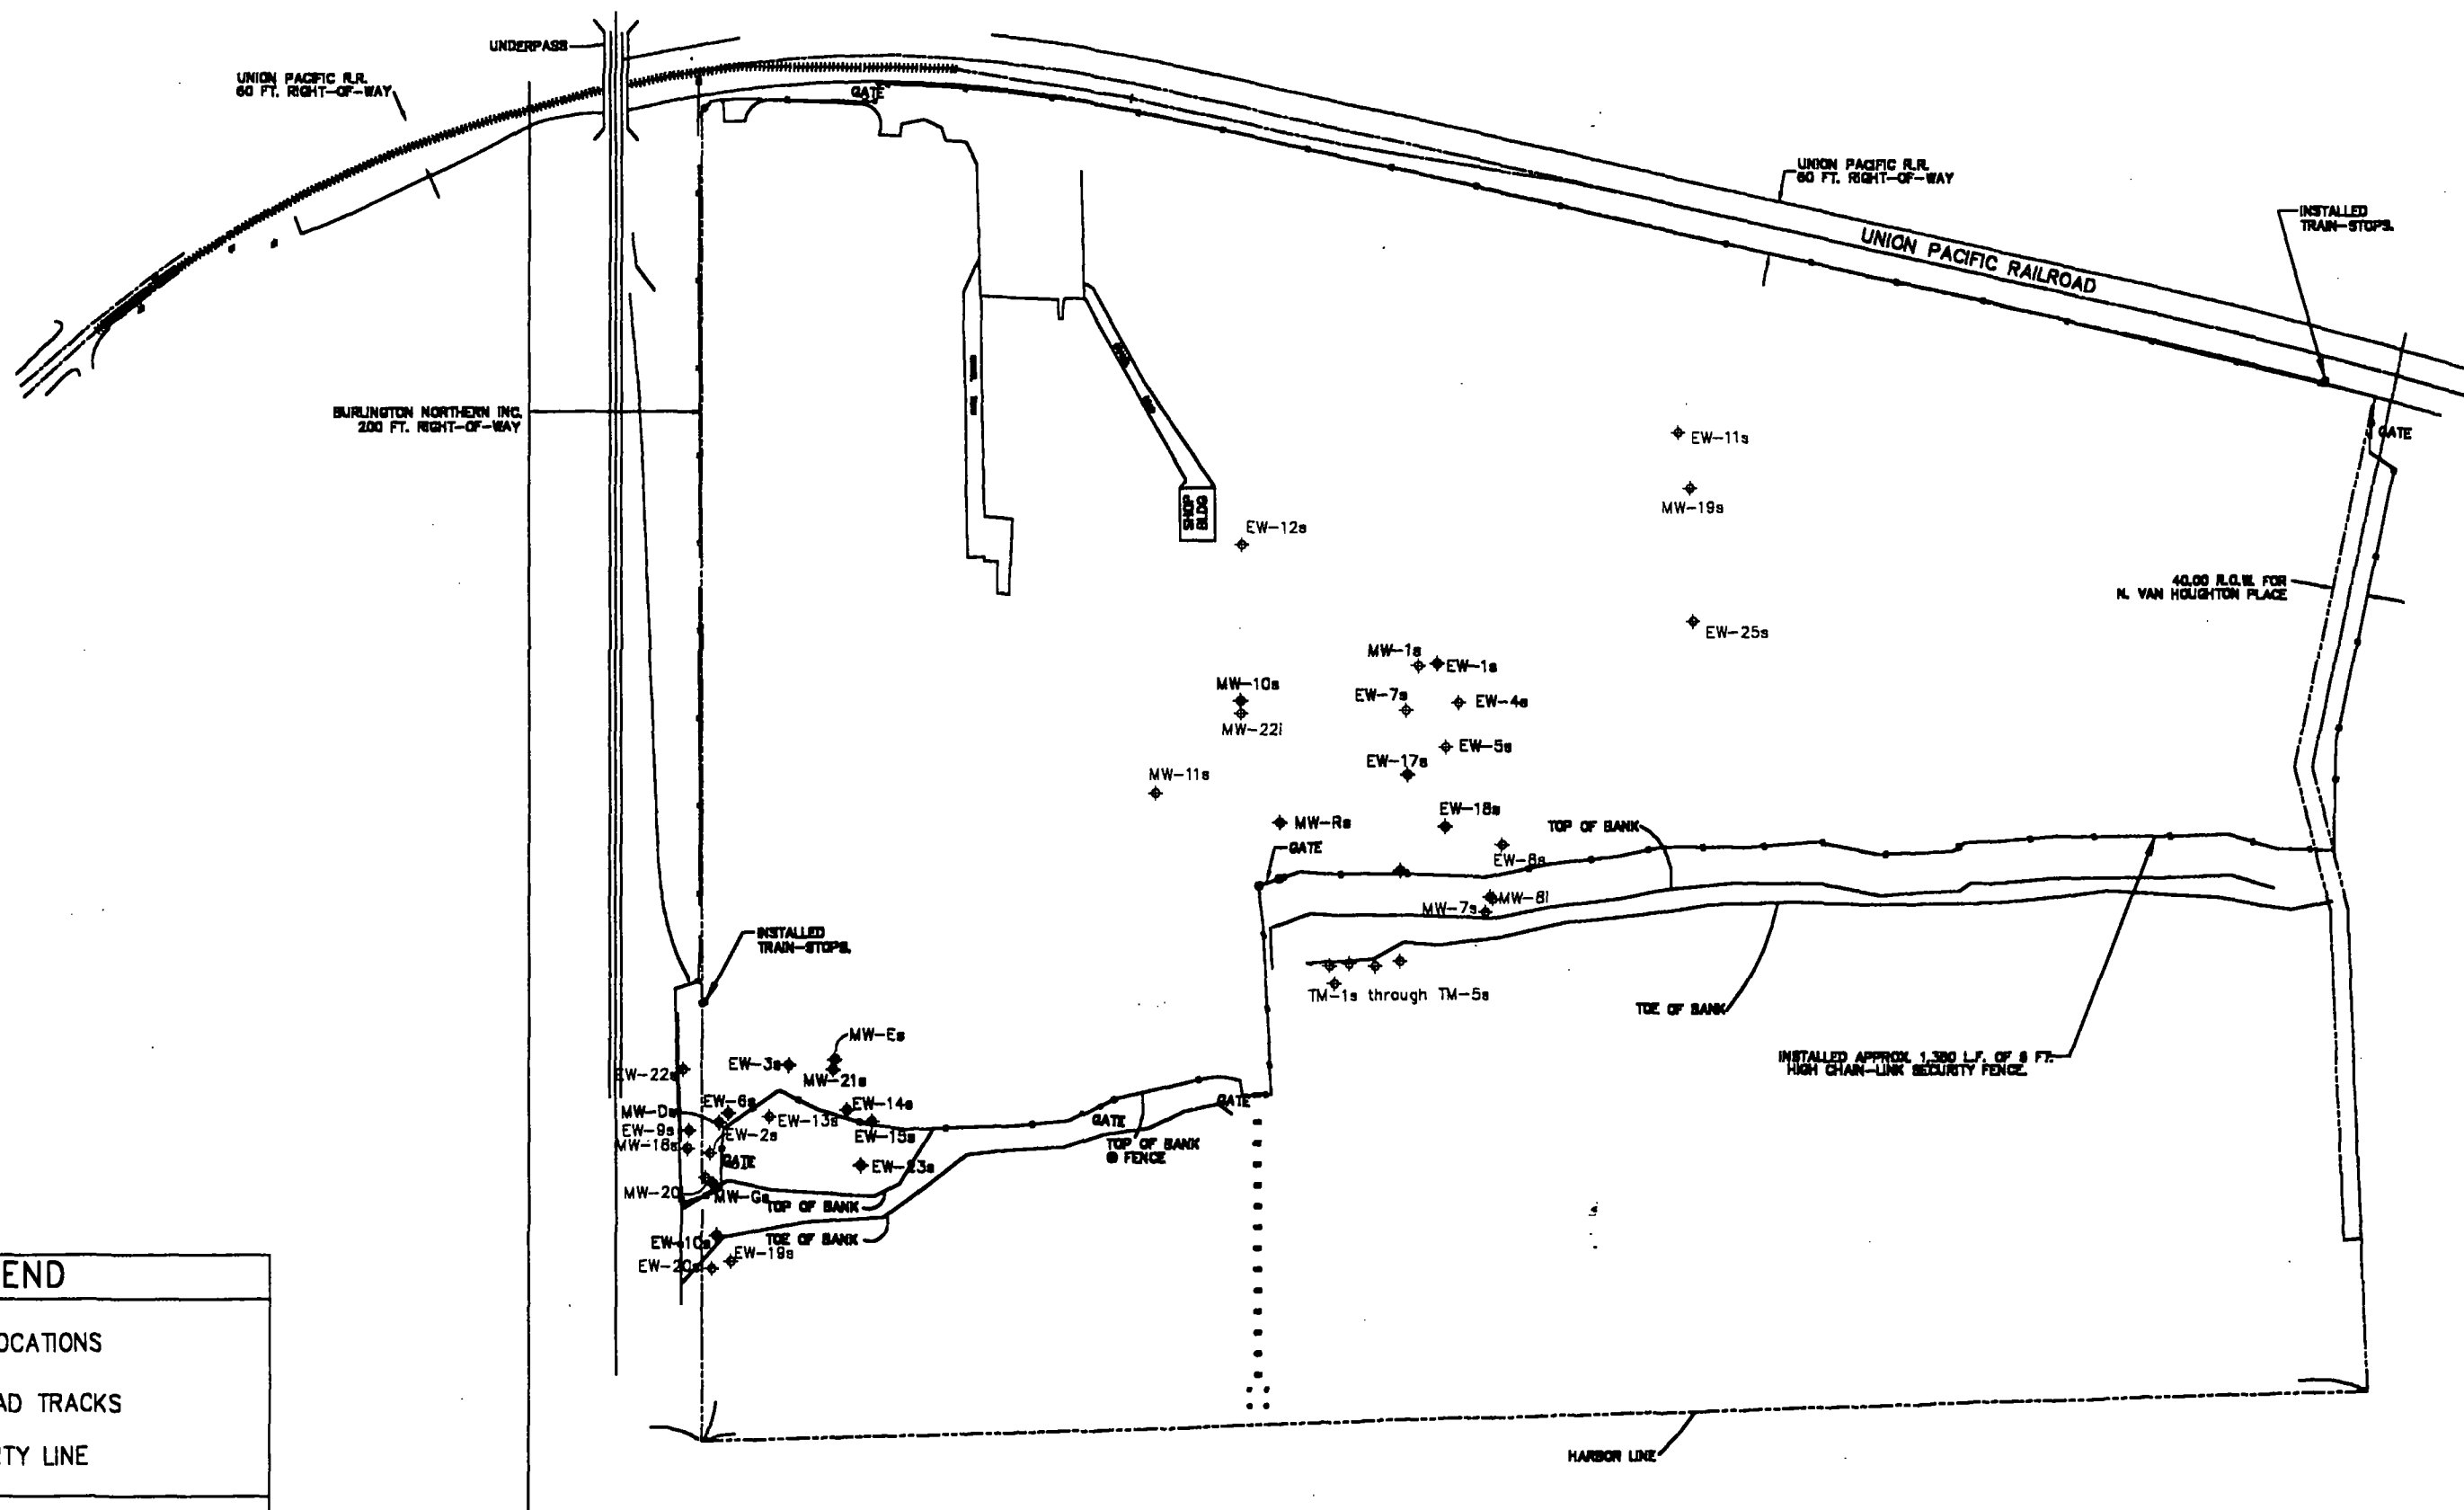 UNDERPASS
UNION PACIFIC R.R.
60 FT. RIGHT-OF-WAY
GATE
UNION PACIFIC R.R.
60 FT. RIGHT-OF-WAY
INSTALLED
TRAIN-STOPS.
UNION PACIFIC RAILROAD
BURLINGTON NORTHERN INC.
200 FT. RIGHT-OF-WAY
GATE
EW-11s
MW-19s
SHOP
BLDG
EW-12s
40.00 R.O.W. FOR
N. VAN HOUGHTON PLACE
EW-25s
MW-1s
EW-1s
MW-10s
EW-7s
EW-4s
MW-22i
EW-5s
EW-17s
MW-11s
EW-18s
MW-Rs
TOP OF BANK
GATE
EW-8s
MW-8i
MW-7s
INSTALLED
TRAIN-STOPS.
TM-1s through TM-5s
TOE OF BANK
MW-Es
INSTALLED APPROX. 1,380 L.F. OF 6 FT.
HIGH CHAIN-LINK SECURITY FENCE.
EW-22s
EW-3s
MW-21s
EW-6s
EW-14s
MW-Ds
EW-13s
GATE
GATE
EW-9s
EW-2s
EW-15s
MW-18s
TOP OF BANK
@ FENCE
GATE
EW-23s
MW-20i
MW-Gs
TOP OF BANK
EW-10s
TOE OF BANK
EW-19s
EW-20s
END
OCATIONS
AD TRACKS
RTY LINE
HARBOR LINE